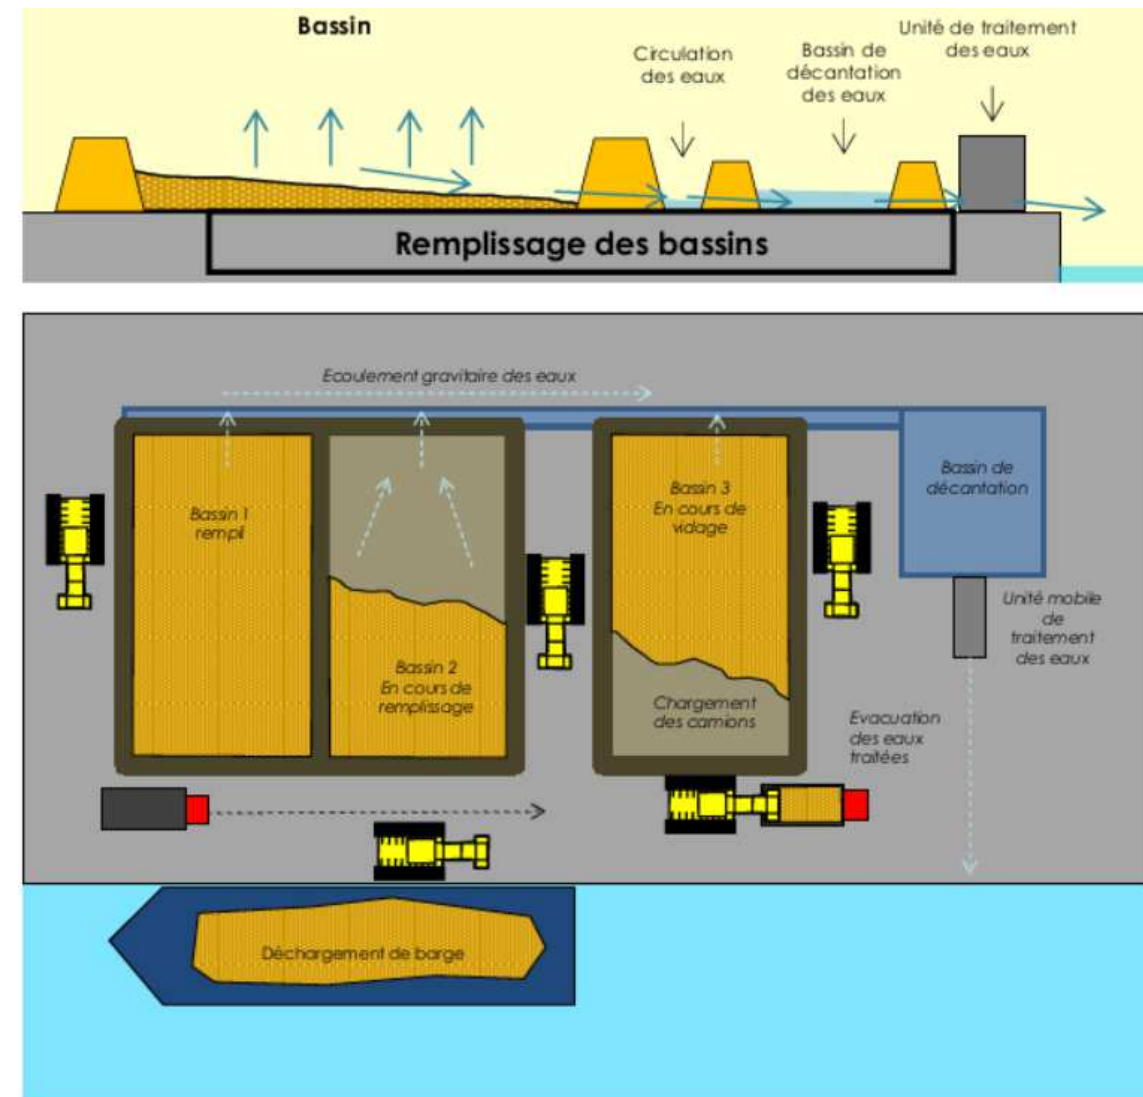 Bassin
Unité de traitement
des eaux
Circulation
des eaux
Bassin de
décantation
des eaux
Remplissage des bassins
Ecoulement gravitaire des eaux
Bassin 1
rempil
Bassin 2
En cours de
remplissage
Bassin 3
En cours de
vidage
Chargement
des camions
Bassin de
décantation
Unité mobile
de
traitement
des eaux
Evacuation
des eaux
traitées
Déchargement de barge